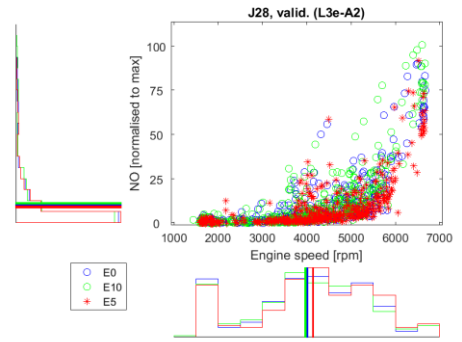 J28, valid. (L3e-A2)
NO [normalised to max]
100
75
50
25
0
1000 2000 3000 4000 5000 6000 7000
Engine speed [rpm]
E0
E10
E5